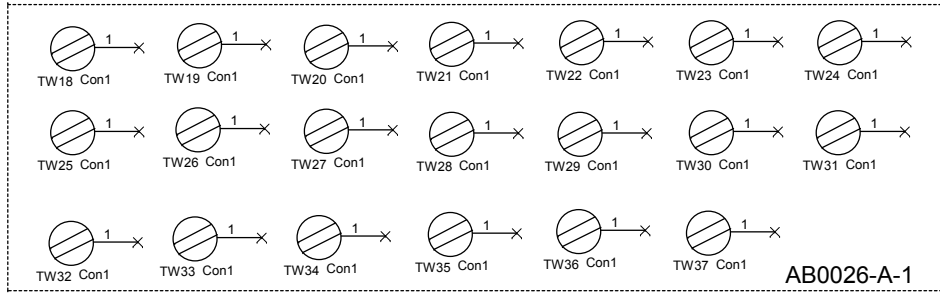 1 1 1 1 1 1 1
TW18 Con1 TW19 Con1 TW20 Con1 TW21 Con1 TW22 Con1 TW23 Con1 TW24 Con1
1 1 1 1 1 1 1
TW25 Con1 TW26 Con1 TW27 Con1 TW28 Con1 TW29 Con1 TW30 Con1 TW31 Con1
1 1 1 1 1 1
TW32 Con1 TW33 Con1 TW34 Con1 TW35 Con1 TW36 Con1 TW37 Con1
AB0026-A-1